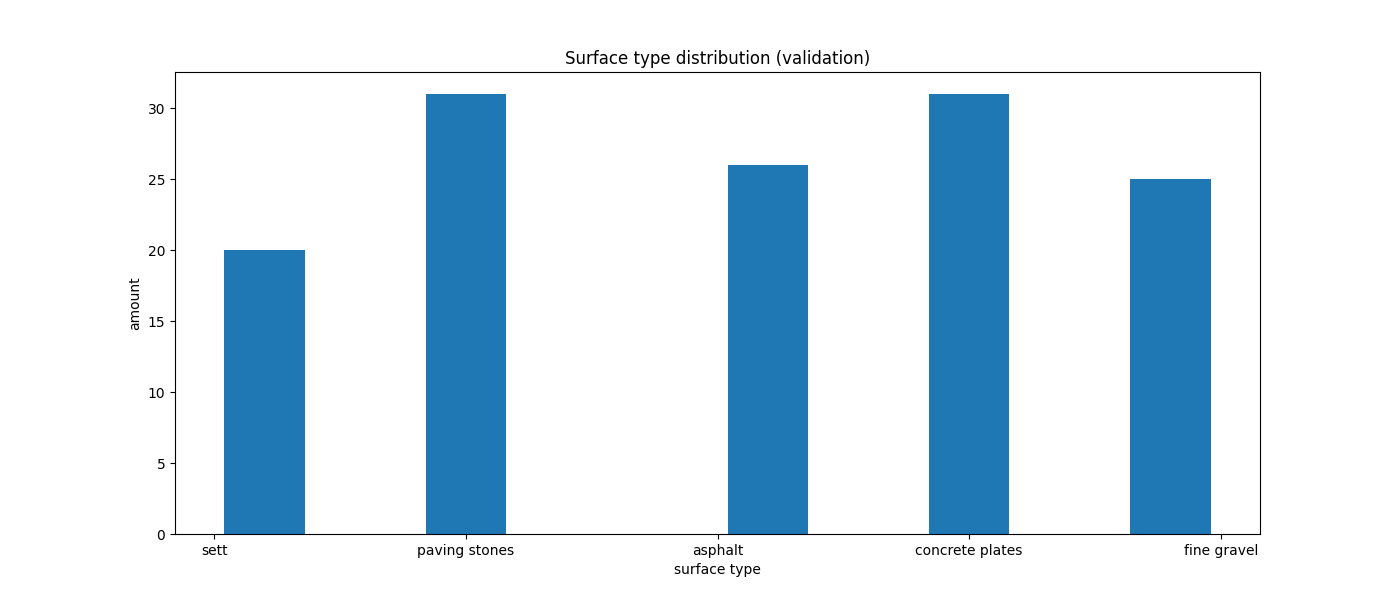 Surface type distribution (validation)
30
25
20
15
10
5
0
amount
sett
paving stones
asphalt
concrete plates
fine gravel
surface type